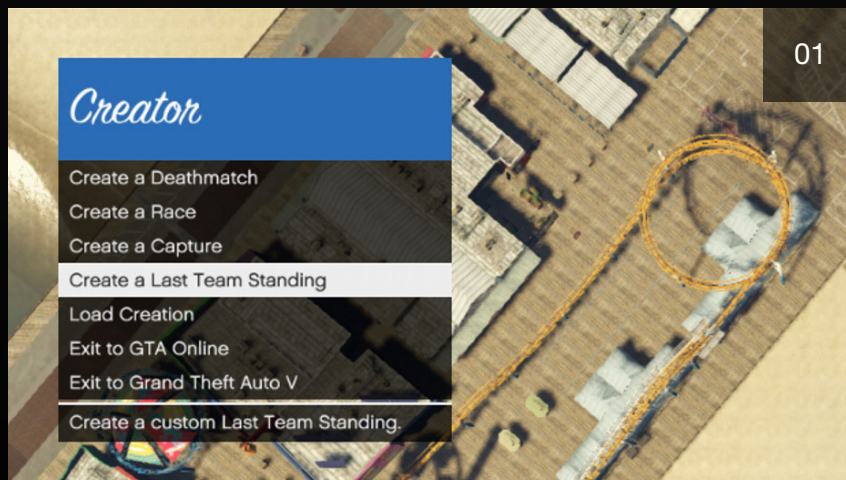 01
Creator
Create a Deathmatch
Create a Race
Create a Capture
Create a Last Team Standing
Load Creation
Exit to GTA Online
Exit to Grand Theft Auto V
Create a custom Last Team Standing.